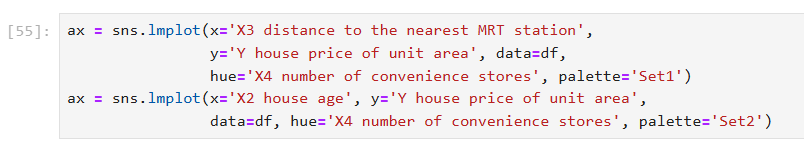 [55]: ax = sns.lmplot(x='X3 distance to the nearest MRT station',
y='Y house price of unit area', data=df,
hue='X4 number of convenience stores', palette='Set1')
ax = sns.lmplot(x='X2 house age', y='Y house price of unit area',
data=df, hue='X4 number of convenience stores', palette='Set2')